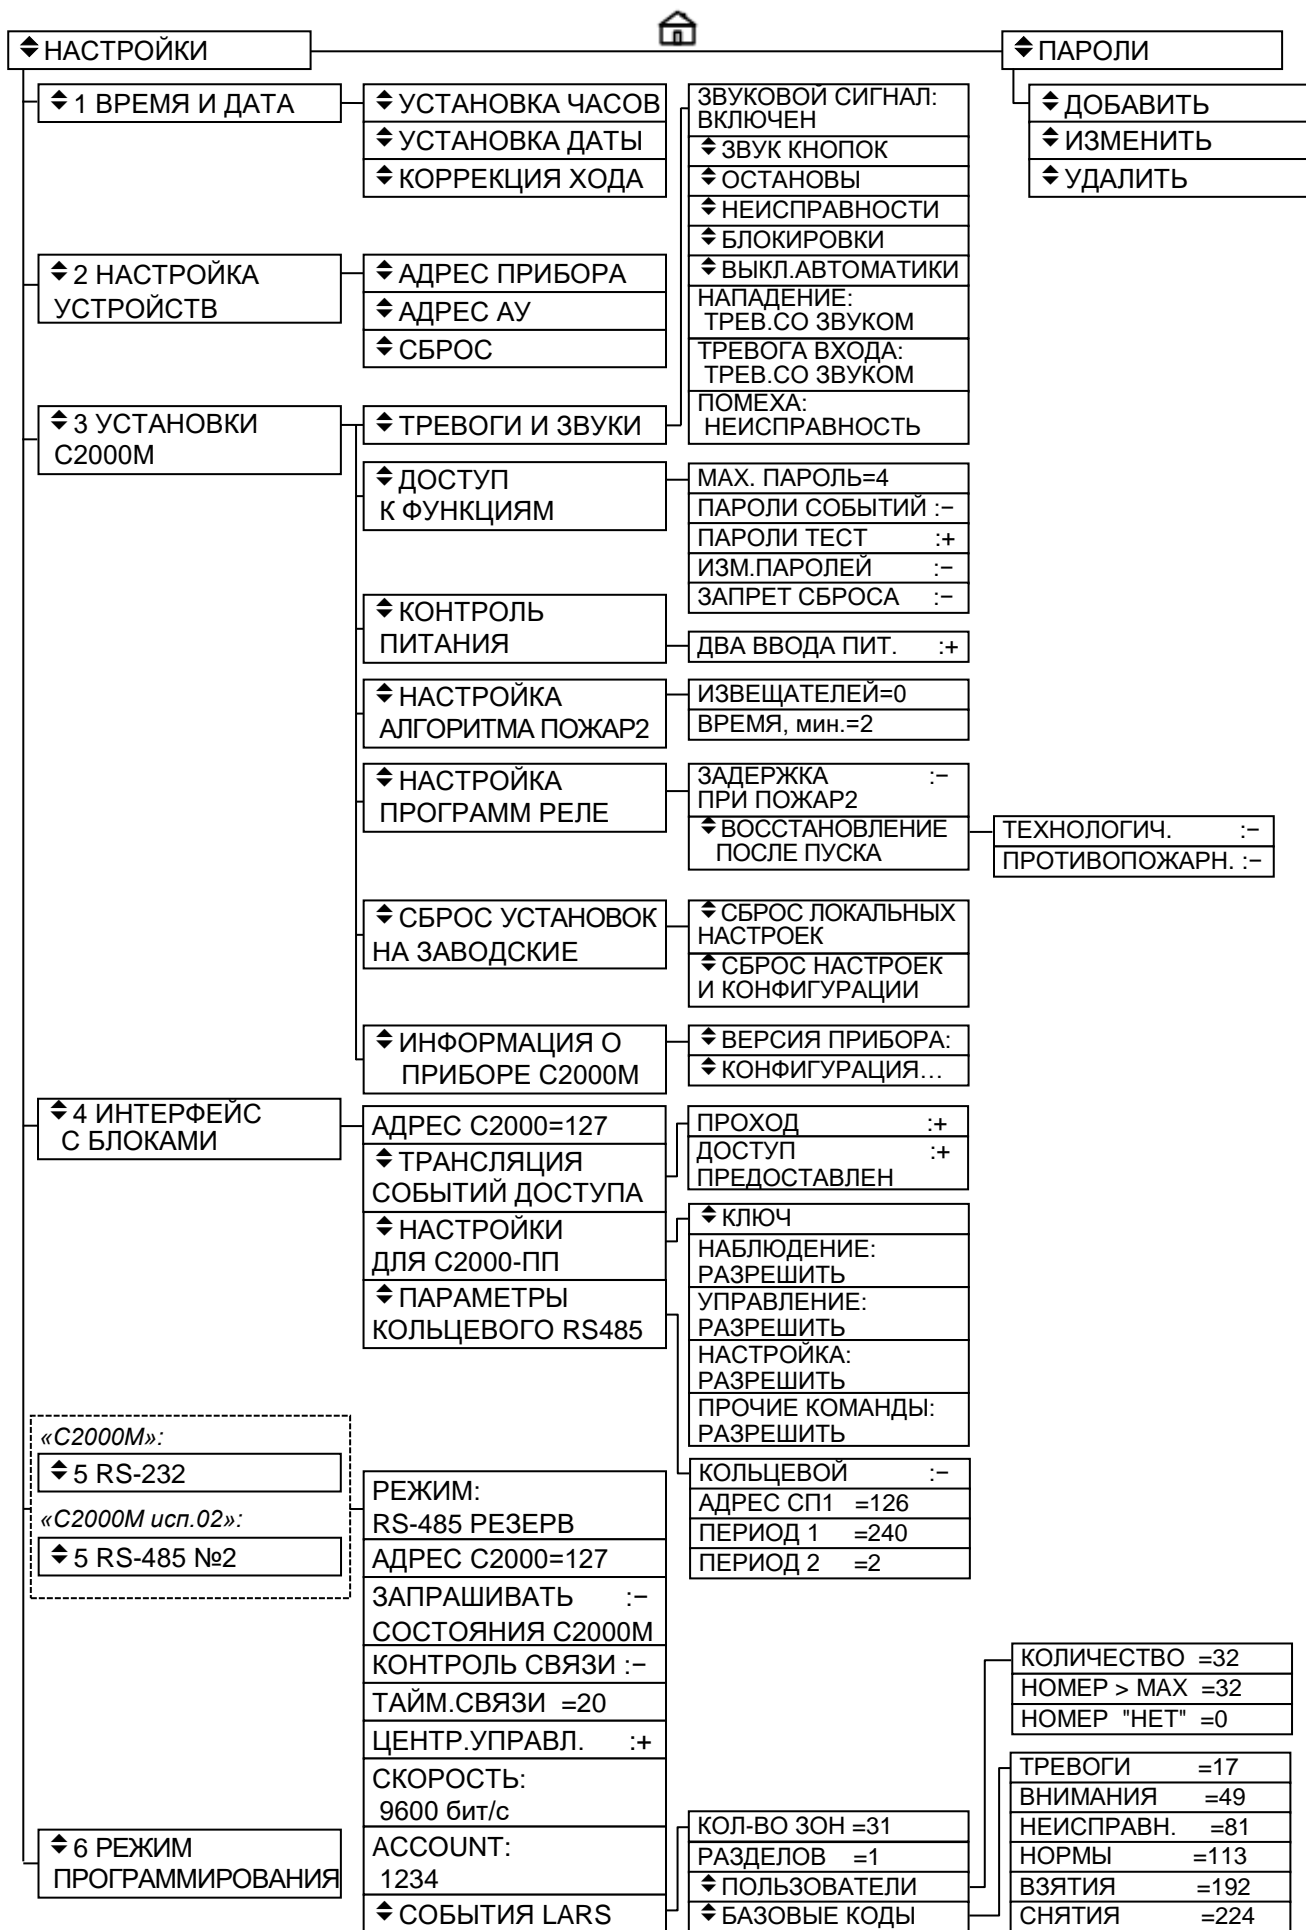 НАСТРОЙКИ
ПАРОЛИ
ДОБАВИТЬ
ИЗМЕНИТЬ
УДАЛИТЬ
1 ВРЕМЯ И ДАТА
УСТАНОВКА ЧАСОВ
УСТАНОВКА ДАТЫ
КОРРЕКЦИЯ ХОДА
2 НАСТРОЙКА
УСТРОЙСТВ
АДРЕС ПРИБОРА
АДРЕС АУ
СБРОС
3 УСТАНОВКИ
С2000М
ТРЕВОГИ И ЗВУКИ
ЗВУКОВОЙ СИГНАЛ:
ВКЛЮЧЕН
ЗВУК КНОПОК
ОСТАНОВЫ
НЕИСПРАВНОСТИ
БЛОКИРОВКИ
ВЫКЛ.АВТОМАТИКИ
НАПАДЕНИЕ:
ТРЕВ.СО ЗВУКОМ
ТРЕВОГА ВХОДА:
ТРЕВ.СО ЗВУКОМ
ПОМЕХА:
НЕИСПРАВНОСТЬ
ДОСТУП
К ФУНКЦИЯМ
МАХ. ПАРОЛЬ=4
ПАРОЛИ СОБЫТИЙ :−
ПАРОЛИ ТЕСТ :+
ИЗМ.ПАРОЛЕЙ :−
ЗАПРЕТ СБРОСА :−
КОНТРОЛЬ
ПИТАНИЯ
ДВА ВВОДА ПИТ. :+
НАСТРОЙКА
АЛГОРИТМА ПОЖАР2
ИЗВЕЩАТЕЛЕЙ=0
ВРЕМЯ, мин.=2
НАСТРОЙКА
ПРОГРАММ РЕЛЕ
ЗАДЕРЖКА :−
ПРИ ПОЖАР2
ВОССТАНОВЛЕНИЕ
ПОСЛЕ ПУСКА
ТЕХНОЛОГИЧ. :−
ПРОТИВОПОЖАРН. :−
СБРОС УСТАНОВОК
НА ЗАВОДСКИЕ
СБРОС ЛОКАЛЬНЫХ
НАСТРОЕК
СБРОС НАСТРОЕК
И КОНФИГУРАЦИИ
ИНФОРМАЦИЯ О
ПРИБОРЕ С2000М
ВЕРСИЯ ПРИБОРА:
КОНФИГУРАЦИЯ…
4 ИНТЕРФЕЙС
С БЛОКАМИ
АДРЕС С2000=127
ТРАНСЛЯЦИЯ
СОБЫТИЙ ДОСТУПА
ПРОХОД :+
ДОСТУП :+
ПРЕДОСТАВЛЕН
НАСТРОЙКИ
ДЛЯ С2000-ПП
КЛЮЧ
НАБЛЮДЕНИЕ:
РАЗРЕШИТЬ
УПРАВЛЕНИЕ:
РАЗРЕШИТЬ
НАСТРОЙКА:
РАЗРЕШИТЬ
ПРОЧИЕ КОМАНДЫ:
РАЗРЕШИТЬ
ПАРАМЕТРЫ
КОЛЬЦЕВОГО RS485
КОЛЬЦЕВОЙ :−
АДРЕС СП1 =126
ПЕРИОД 1 =240
ПЕРИОД 2 =2
«С2000М»:
5 RS-232
«С2000М исп.02»:
5 RS-485 №2
РЕЖИМ:
RS-485 РЕЗЕРВ
АДРЕС С2000=127
ЗАПРАШИВАТЬ :−
СОСТОЯНИЯ С2000М
КОНТРОЛЬ СВЯЗИ :−
ТАЙМ.СВЯЗИ =20
ЦЕНТР.УПРАВЛ. :+
СКОРОСТЬ:
9600 бит/с
ACCOUNT:
1234
СОБЫТИЯ LARS
КОЛ-ВО ЗОН =31
РАЗДЕЛОВ =1
ПОЛЬЗОВАТЕЛИ
БАЗОВЫЕ КОДЫ
КОЛИЧЕСТВО =32
НОМЕР > МАХ =32
НОМЕР "НЕТ" =0
ТРЕВОГИ =17
ВНИМАНИЯ =49
НЕИСПРАВН. =81
НОРМЫ =113
ВЗЯТИЯ =192
СНЯТИЯ =224
6 РЕЖИМ
ПРОГРАММИРОВАНИЯ